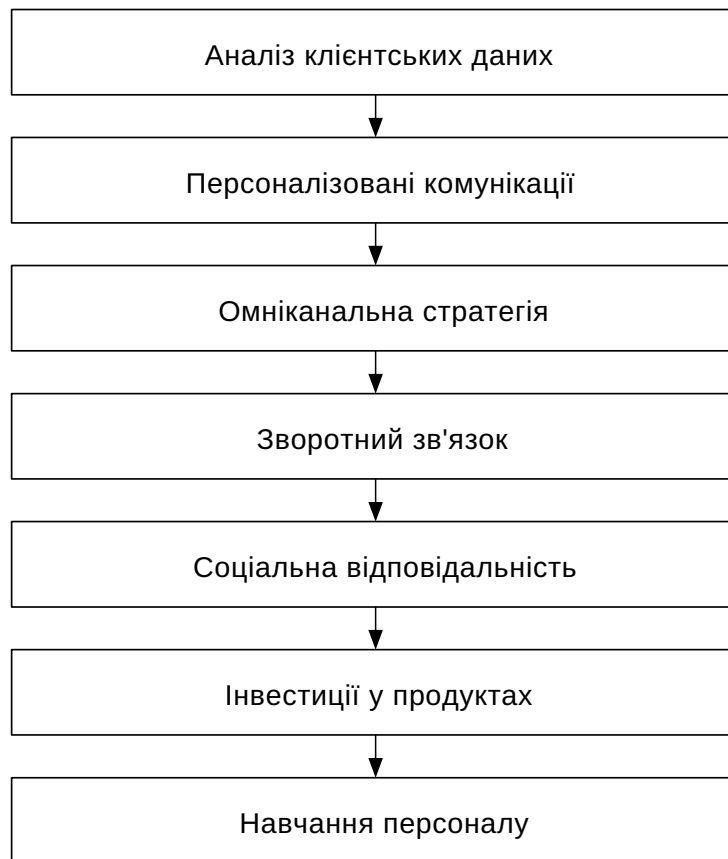 Аналіз клієнтських даних
Персоналізовані комунікації
Омніканальна стратегія
Зворотний зв'язок
Соціальна відповідальність
Інвестиції у продуктах
Навчання персоналу